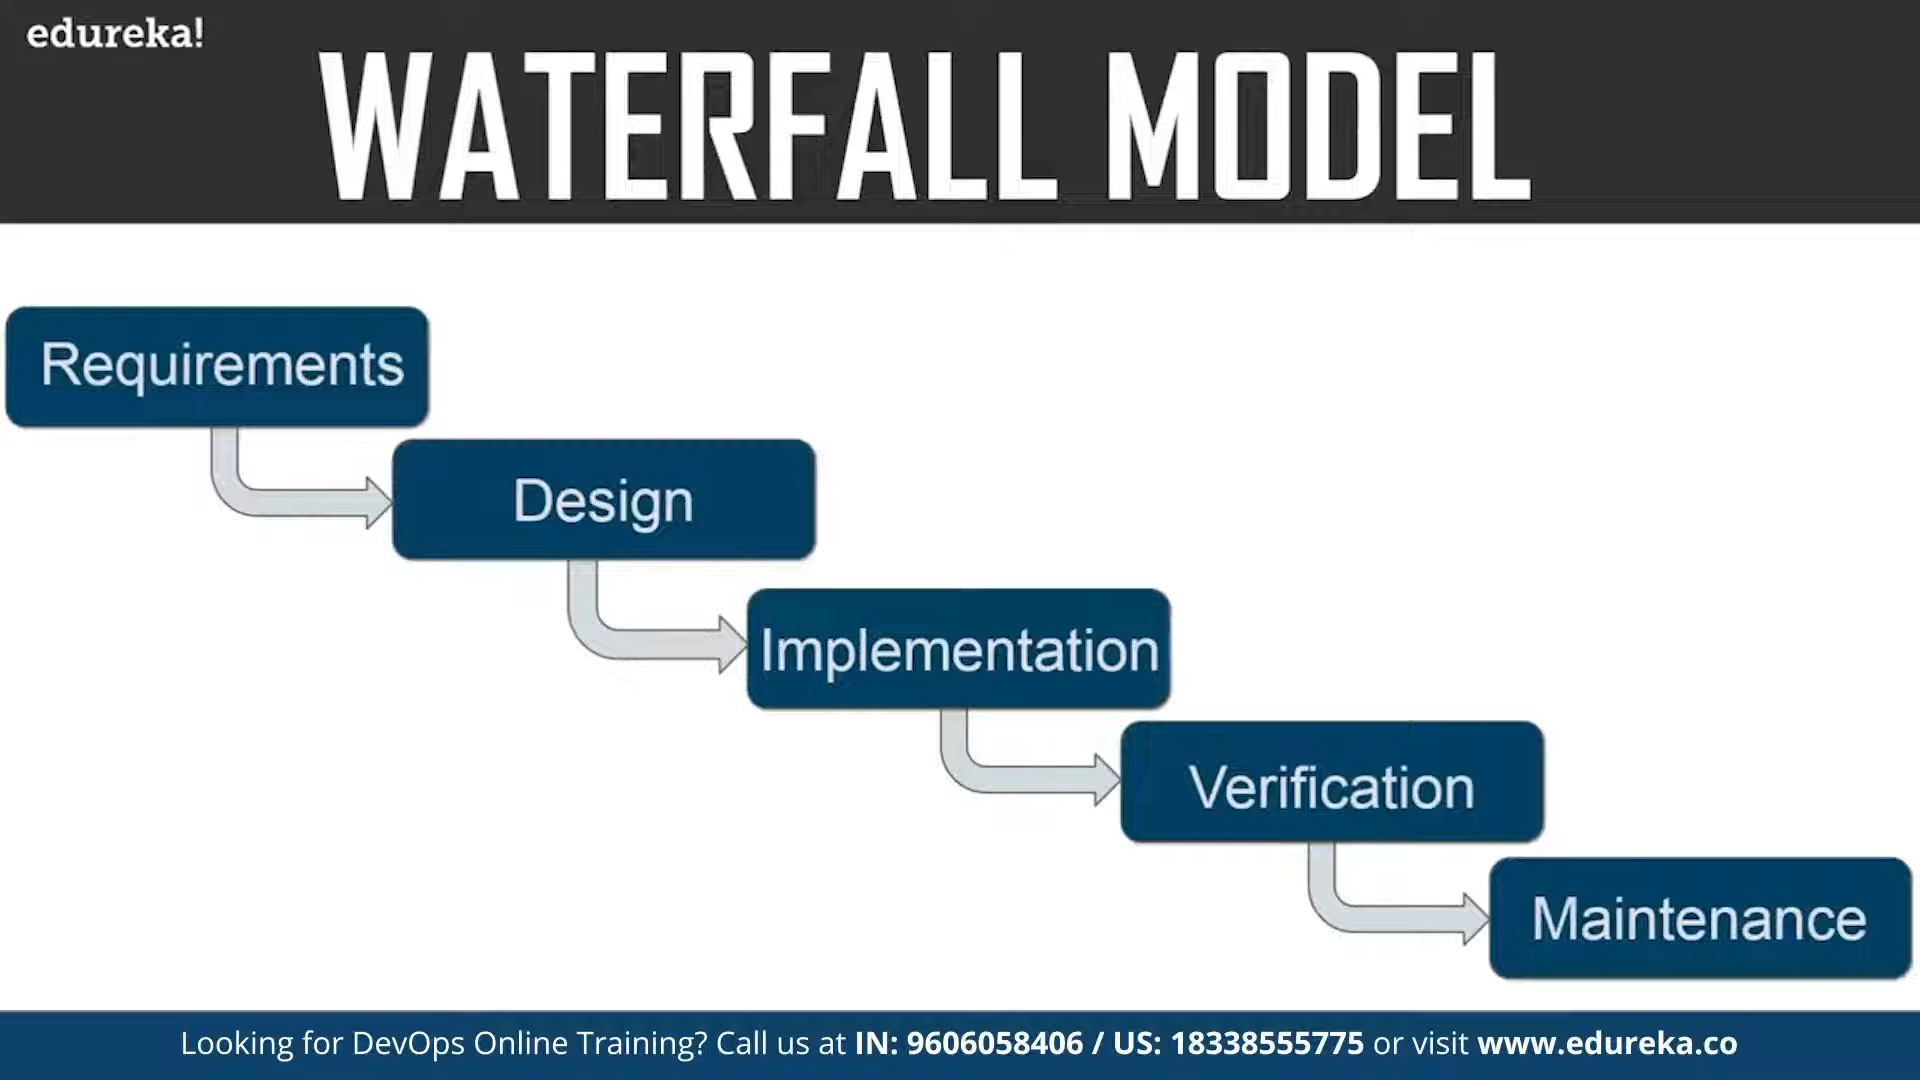 edureka!
WATERFALL MODEL
Requirements
Design
Implementation
Verification
Maintenance
Looking for DevOps Online Training? Call us at IN: 9606058406 / US: 18338555775 or visit www.edureka.co